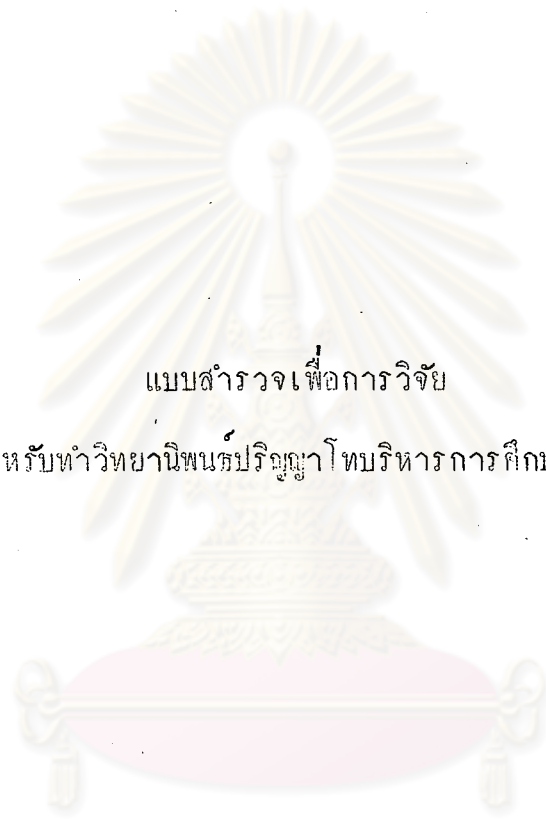 แบบสำรวจเพื่อการวิจัย
หรับทำวิทยานิพนธ์ปริญญาโทบริหารการศึกษ